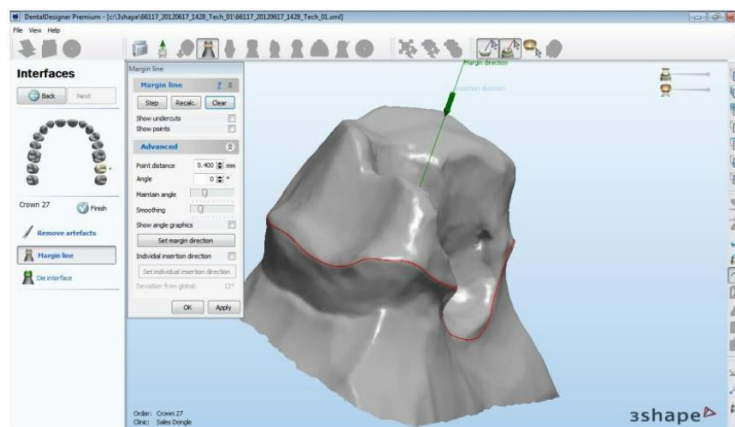 DentalDesigner Premium - [c:\3shape\66117_20120617_1428_Tech_01\66117_20120617_1428_Tech_01.xml]
File View Help
Interfaces
Back Next
Crown 27 Finish
Remove artefacts
Margin line
Die interface
Margin line
Margin line
Step Recalc. Clear
Show undercuts
Show points
Advanced
Point distance 0.400 mm
Angle 0 °
Maintain angle
Smoothing
Show angle graphics
Set margin direction
Individal insertion direction
Set individual insertion direction
Deviation from global: 12°
OK Apply
Margin direction
Insertion direction
Order: Crown 27
Clinic: Sales Dongle
3shape